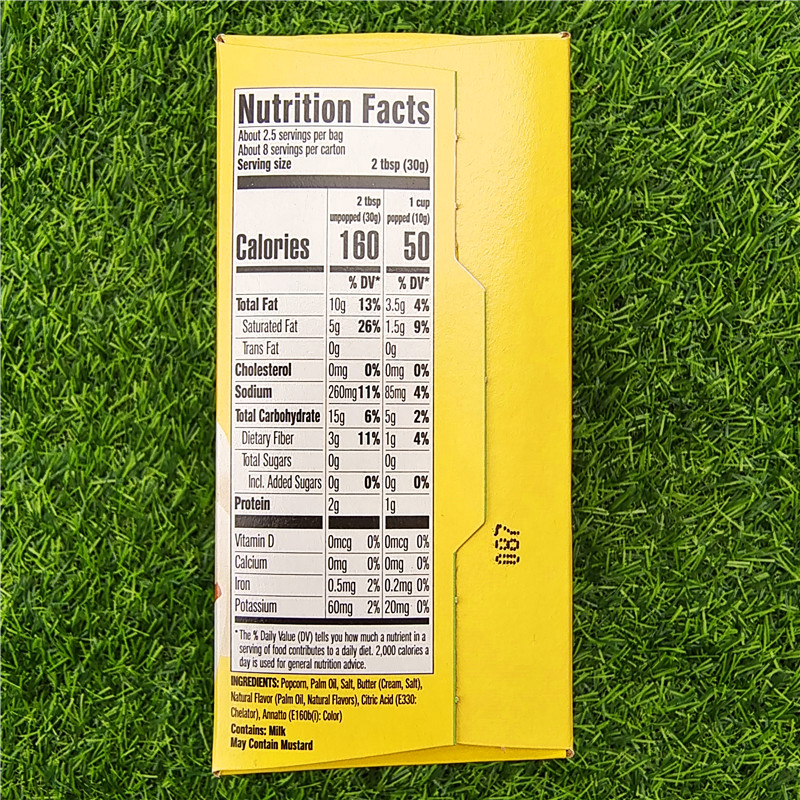 Nutrition Facts
About 2.5 servings per bag
About 8 servings per carton
Serving size 2 tbsp (30g)
2 tbsp 1 cup
unpopped (30g) popped (10g)
Calories 160 50
% DV* % DV*
Total Fat 10g 13% 3.5g 4%
Saturated Fat 5g 26% 1.5g 9%
Trans Fat 0g 0g
Cholesterol 0mg 0% 0mg 0%
Sodium 260mg 11% 85mg 4%
Total Carbohydrate 15g 6% 5g 2%
Dietary Fiber 3g 11% 1g 4%
Total Sugars 0g 0g
Incl. Added Sugars 0g 0% 0g 0%
Protein 2g 1g
Vitamin D 0mcg 0% 0mcg 0%
Calcium 0mg 0% 0mg 0%
Iron 0.5mg 2% 0.2mg 0%
Potassium 60mg 2% 20mg 0%
* The % Daily Value (DV) tells you how much a nutrient in a
serving of food contributes to a daily diet. 2,000 calories a
day is used for general nutrition advice.
INGREDIENTS: Popcorn, Palm Oil, Salt, Butter (Cream, Salt),
Natural Flavor (Palm Oil, Natural Flavors), Citric Acid (E330:
Chelator), Annatto (E160b(i): Color)
Contains: Milk
May Contain Mustard